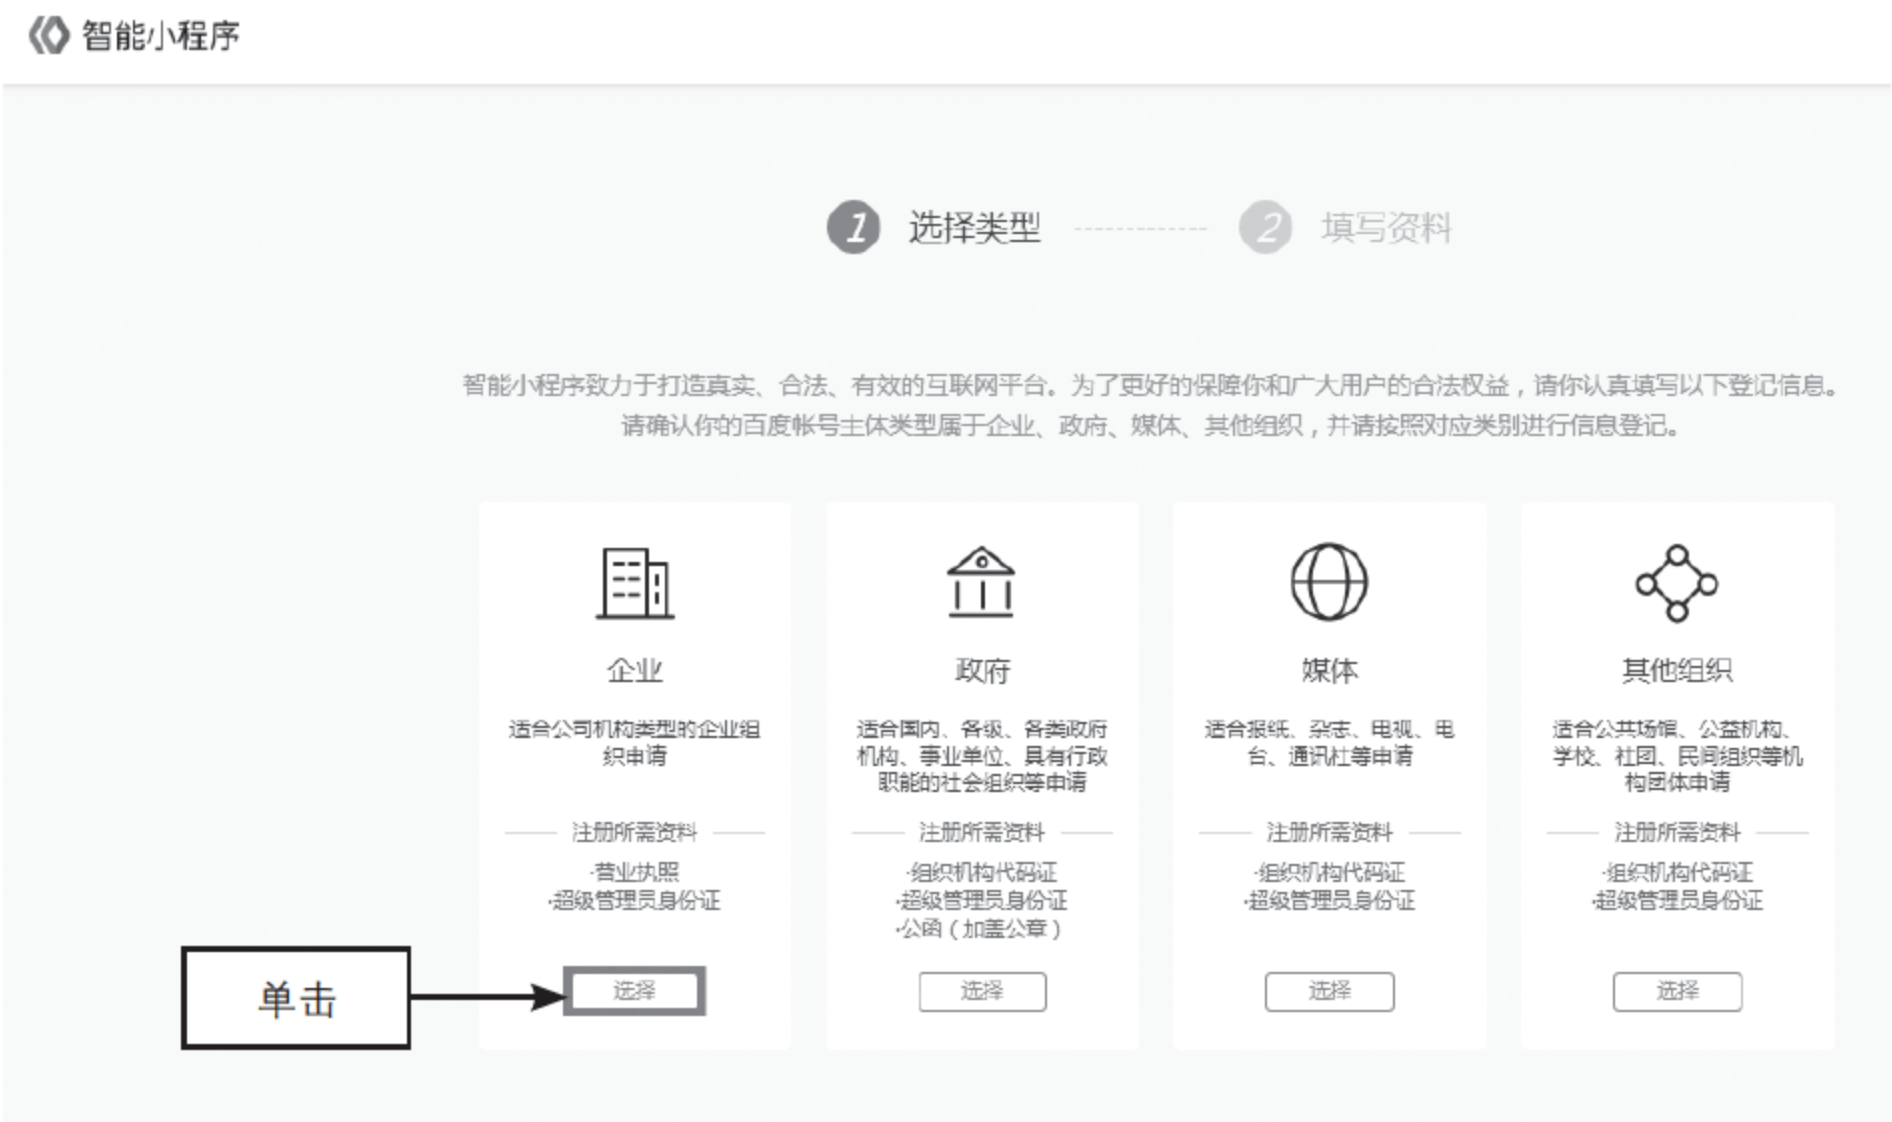 智能小程序
1 选择类型 2 填写资料
智能小程序致力于打造真实、合法、有效的互联网平台。为了更好的保障你和广大用户的合法权益，请你认真填写以下登记信息。
请确认你的百度帐号主体类型属于企业、政府、媒体、其他组织，并请按照对应类别进行信息登记。
企业
适合公司机构类型的企业组
织申请
注册所需资料
·营业执照
·超级管理员身份证
选择
政府
适合国内、各级、各类政府
机构、事业单位、具有行政
职能的社会组织等申请
注册所需资料
·组织机构代码证
·超级管理员身份证
·公函（加盖公章）
选择
媒体
适合报纸、杂志、电视、电
台、通讯社等申请
注册所需资料
·组织机构代码证
·超级管理员身份证
选择
其他组织
适合公共场馆、公益机构、
学校、社团、民间组织等机
构团体申请
注册所需资料
·组织机构代码证
·超级管理员身份证
选择
单击